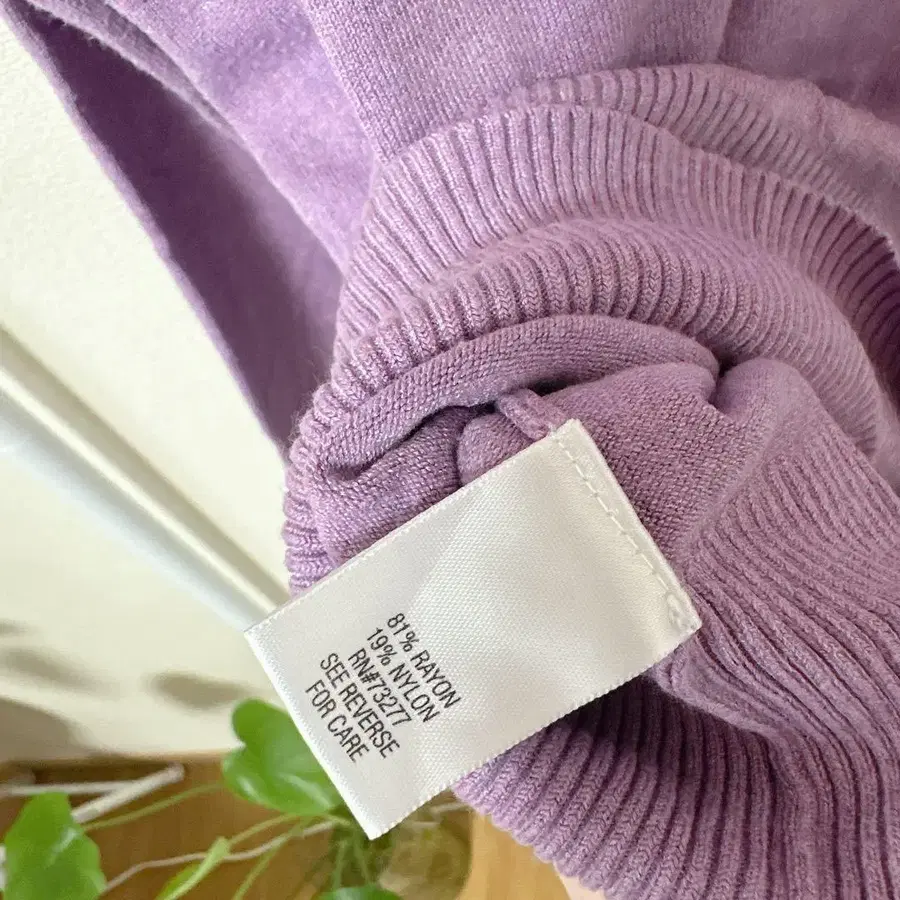 81% RAYON
19% NYLON
RN#73277
SEE REVERSE
FOR CARE